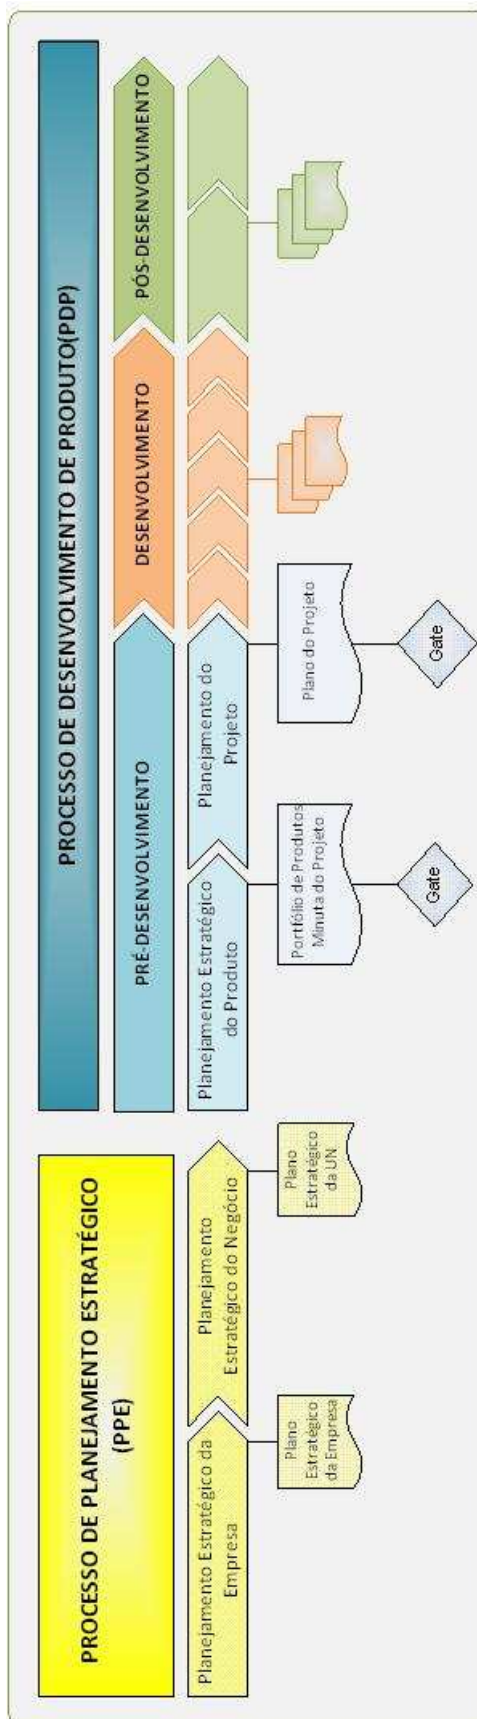 PROCESSO DE PLANEJAMENTO ESTRATÉGICO
(PPE)
PROCESSO DE DESENVOLVIMENTO DE PRODUTO(PDP)
PRÉ-DESENVOLVIMENTO
DESENVOLVIMENTO
PÓS-DESENVOLVIMENTO
Planejamento Estratégico da
Empresa
Planejamento
Estratégico do Negócio
Planejamento Estratégico
do Produto
Planejamento do
Projeto
Plano
Estratégico
da Empresa
Plano
Estratégico
da UN
Portfólio de Produtos
Minuta do Projeto
Plano do Projeto
Gate
Gate